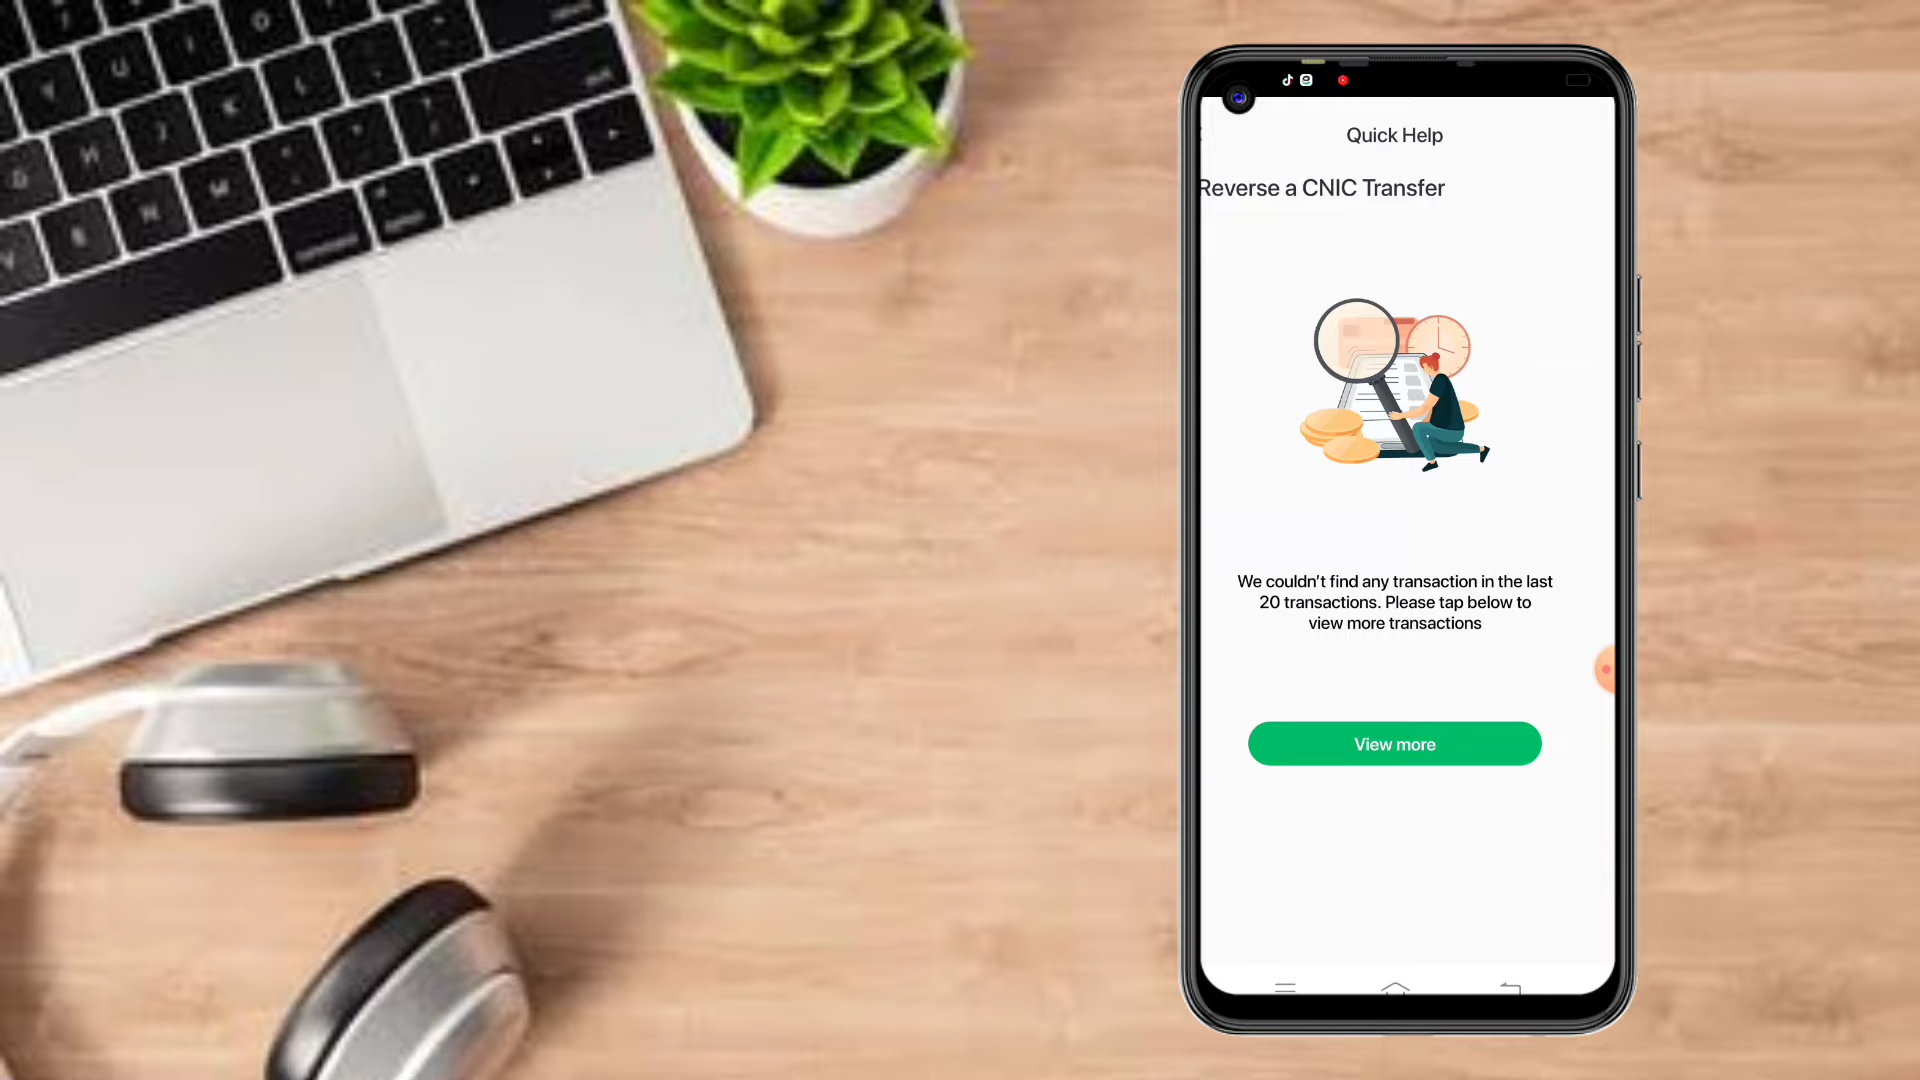 Quick Help
Reverse a CNIC Transfer
We couldn't find any transaction in the last
20 transactions. Please tap below to
view more transactions
View more